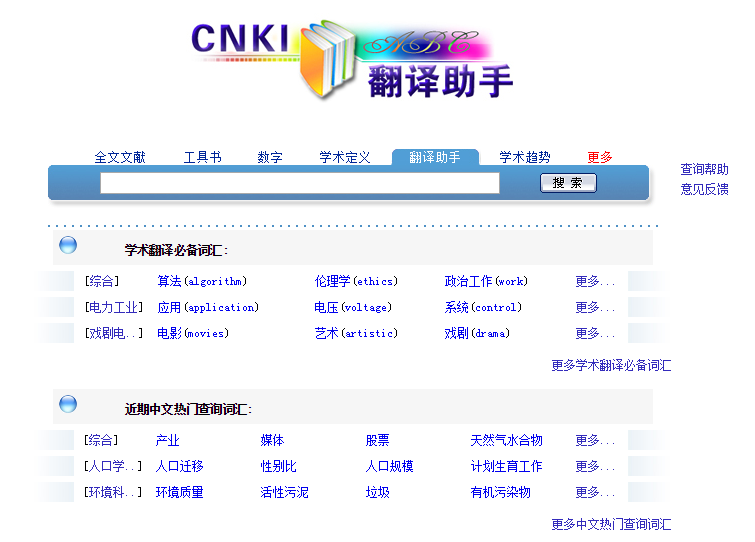 CNKI ABC
翻译助手
全文文献 工具书 数字 学术定义 翻译助手 学术趋势 更多
搜 索
查询帮助
意见反馈
学术翻译必备词汇:
[综合] 算法(algorithm) 伦理学(ethics) 政治工作(work) 更多...
[电力工业] 应用(application) 电压(voltage) 系统(control) 更多...
[戏剧电..] 电影(movies) 艺术(artistic) 戏剧(drama) 更多...
更多学术翻译必备词汇
近期中文热门查询词汇:
[综合] 产业 媒体 股票 天然气水合物 更多...
[人口学..] 人口迁移 性别比 人口规模 计划生育工作 更多...
[环境科..] 环境质量 活性污泥 垃圾 有机污染物 更多...
更多中文热门查询词汇